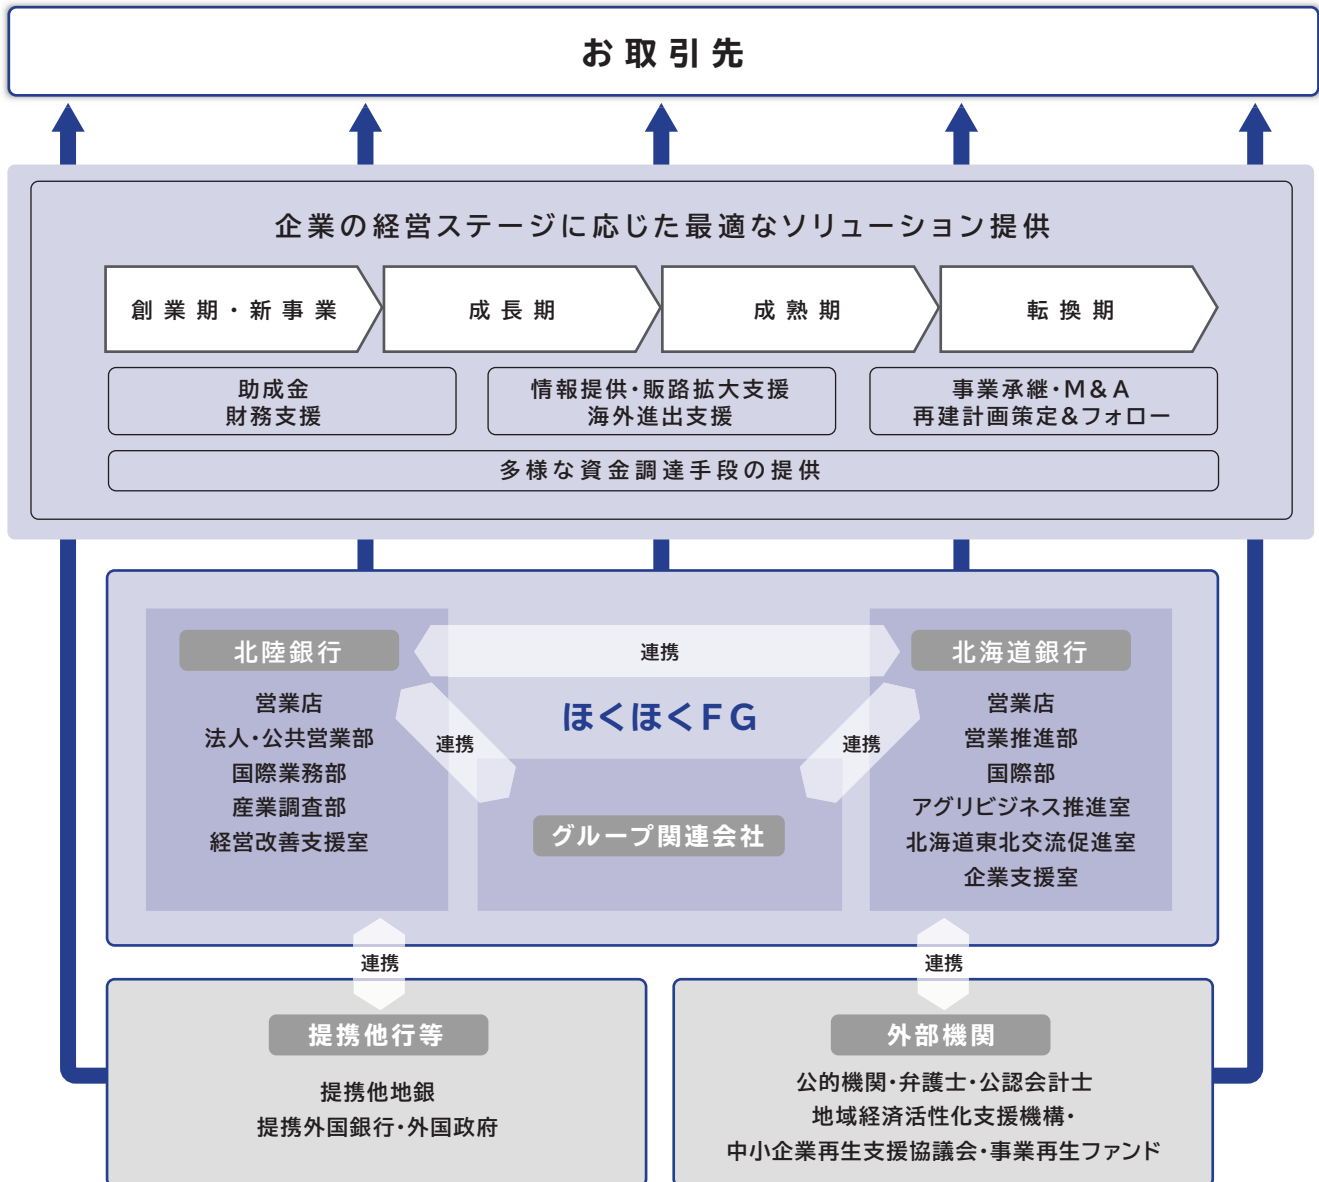 お取引先
企業の経営ステージに応じた最適なソリューション提供
創業期・新事業
成長期
成熟期
転換期
助成金
財務支援
情報提供・販路拡大支援
海外進出支援
事業承継・M&A
再建計画策定&フォロー
多様な資金調達手段の提供
北陸銀行
営業店
法人・公共営業部
国際業務部
産業調査部
経営改善支援室
連携
ほくほくFG
連携
連携
グループ関連会社
北海道銀行
営業店
営業推進部
国際部
アグリビジネス推進室
北海道東北交流促進室
企業支援室
連携
連携
提携他行等
提携他地銀
提携外国銀行・外国政府
外部機関
公的機関・弁護士・公認会計士
地域経済活性化支援機構・
中小企業再生支援協議会・事業再生ファンド